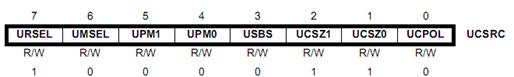 7 6 5 4 3 2 1 0
URSEL UMSEL UPM1 UPM0 USBS UCSZ1 UCSZ0 UCPOL UCSRC
R/W R/W R/W R/W R/W R/W R/W R/W
1 0 0 0 0 1 1 0